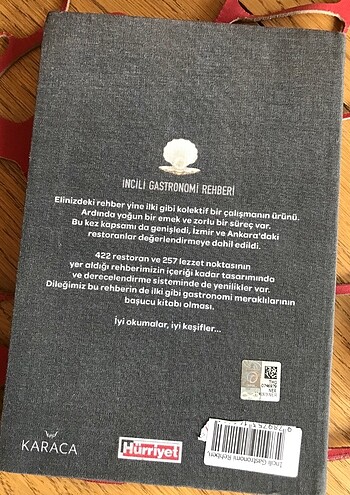 İNCİLİ GASTRONOMİ REHBERİ
Elinizdeki rehber yine ilki gibi kolektif bir çalışmanın ürünü.
Ardında yoğun bir emek ve zorlu bir süreç var.
Bu kez kapsamı da genişledi, İzmir ve Ankara'daki
restoranlar değerlendirmeye dahil edildi.
422 restoran ve 257 lezzet noktasının
yer aldığı rehberimizin içeriği kadar tasarımında
ve derecelendirme sisteminde de yenilikler var.
Dileğimiz bu rehberin de ilki gibi gastronomi meraklılarının
başucu kitabı olması.
İyi okumalar, iyi keşifler...
KARACA
Hürriyet
İncili Gastronomi Rehberi